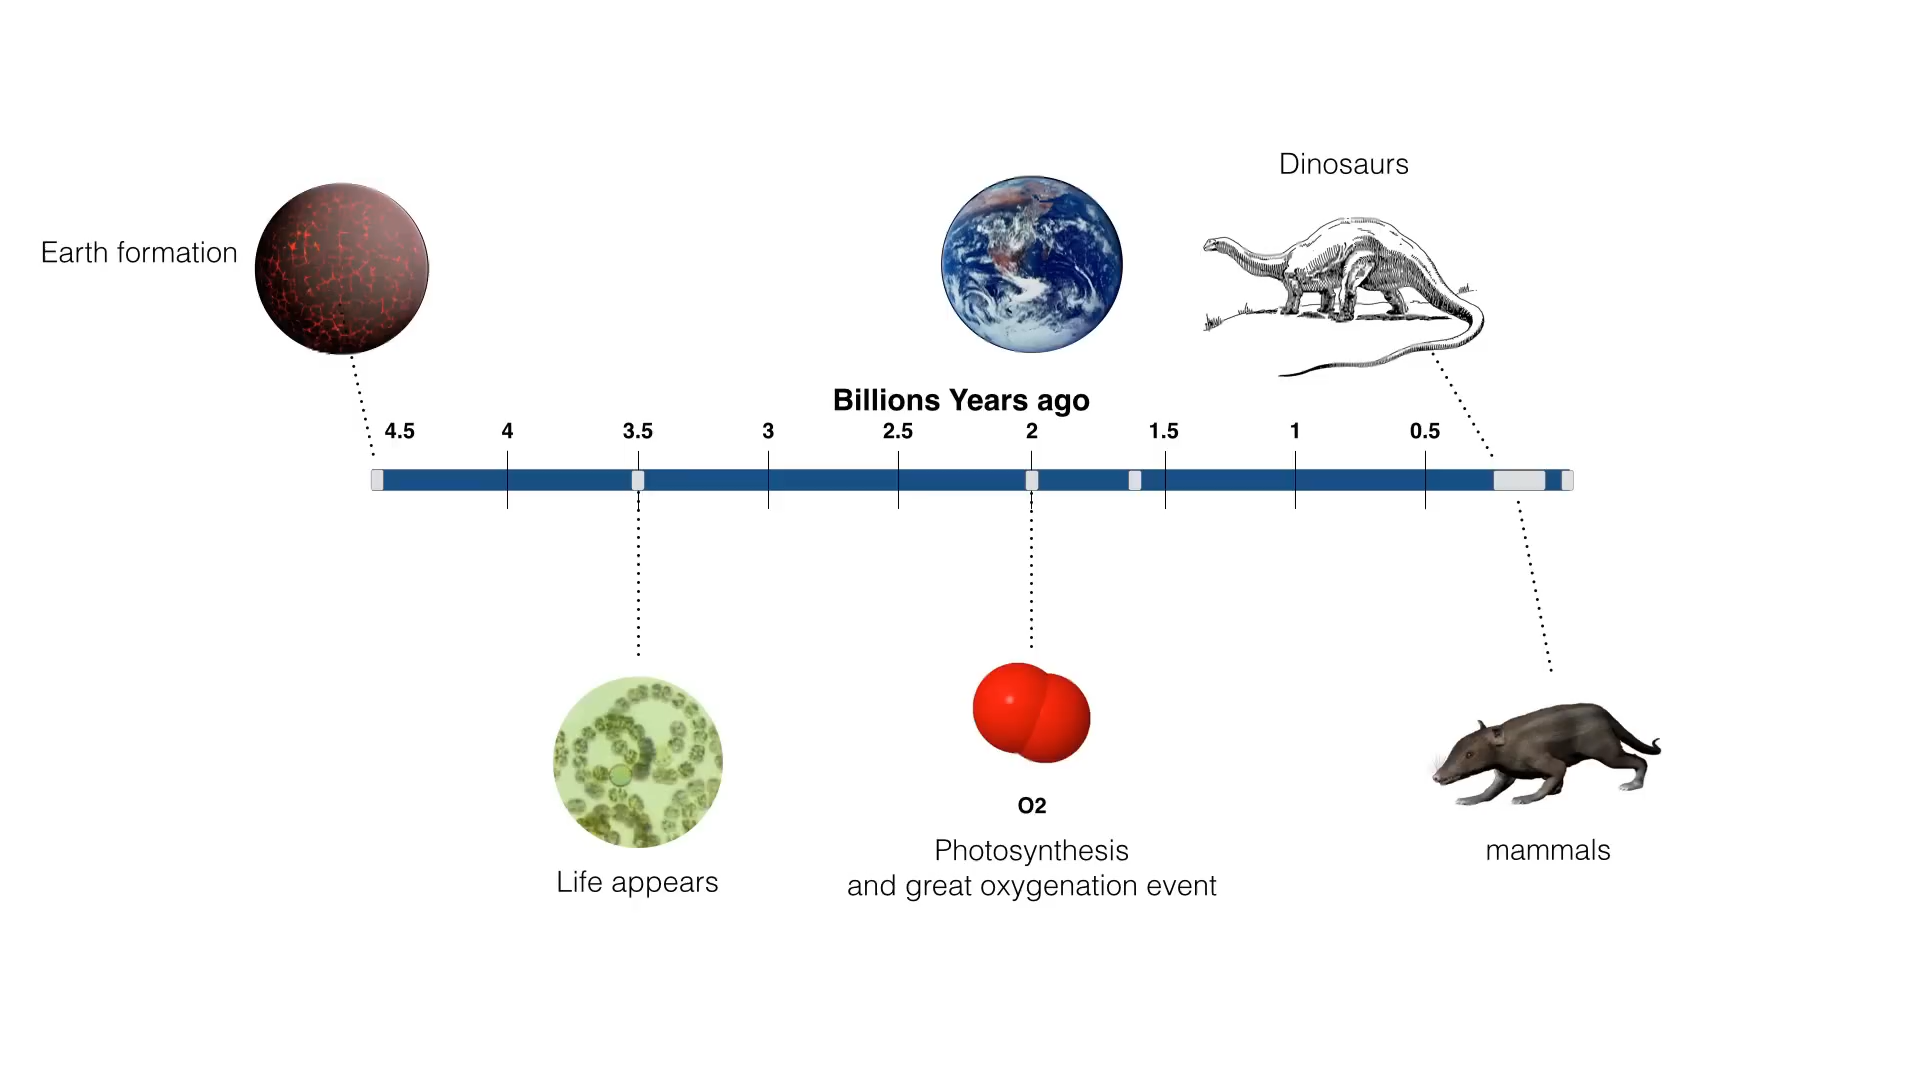 Dinosaurs
Earth formation
Billions Years ago
4.5 4 3.5 3 2.5 2 1.5 1 0.5
O2
Photosynthesis
and great oxygenation event
mammals
Life appears